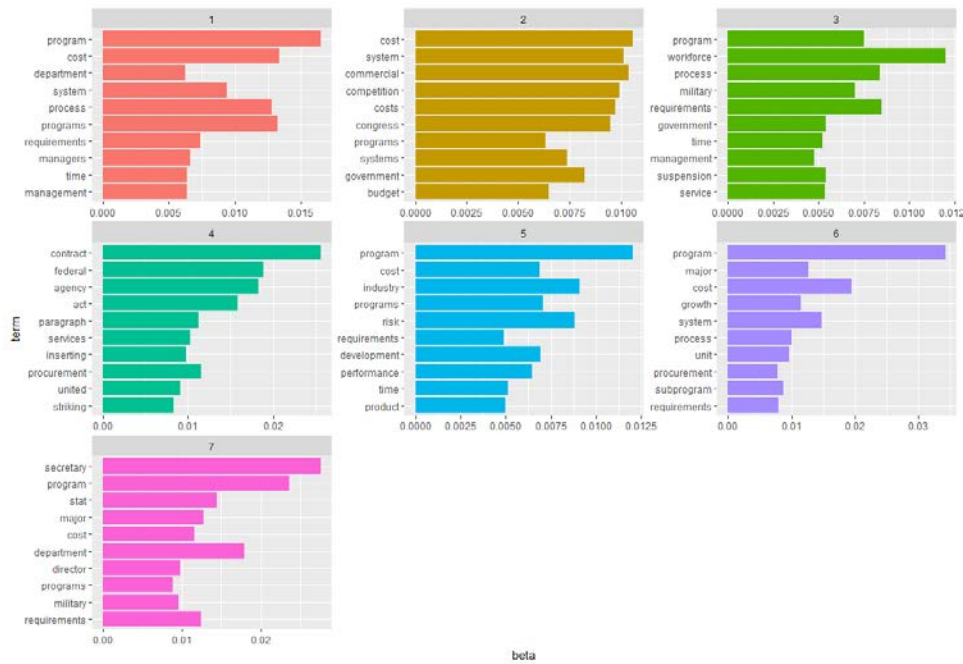 1
program
cost
department
system
process
programs
requirements
managers
time
management
0.000
0.005
0.010
0.015
2
cost
system
commercial
competition
costs
congress
programs
systems
government
budget
0.0000
0.0025
0.0050
0.0075
0.0100
3
program
workforce
process
military
requirements
government
time
management
suspension
service
0.0000
0.0025
0.0050
0.0075
0.0100
0.0125
4
contract
federal
agency
act
paragraph
services
inserting
procurement
united
striking
0.00
0.01
0.02
5
program
cost
industry
programs
risk
requirements
development
performance
time
product
0.0000
0.0025
0.0050
0.0075
0.0100
0.0125
6
program
major
cost
growth
system
process
unit
procurement
subprogram
requirements
0.00
0.01
0.02
0.03
7
secretary
program
stat
major
cost
department
director
programs
military
requirements
0.00
0.01
0.02
term
beta